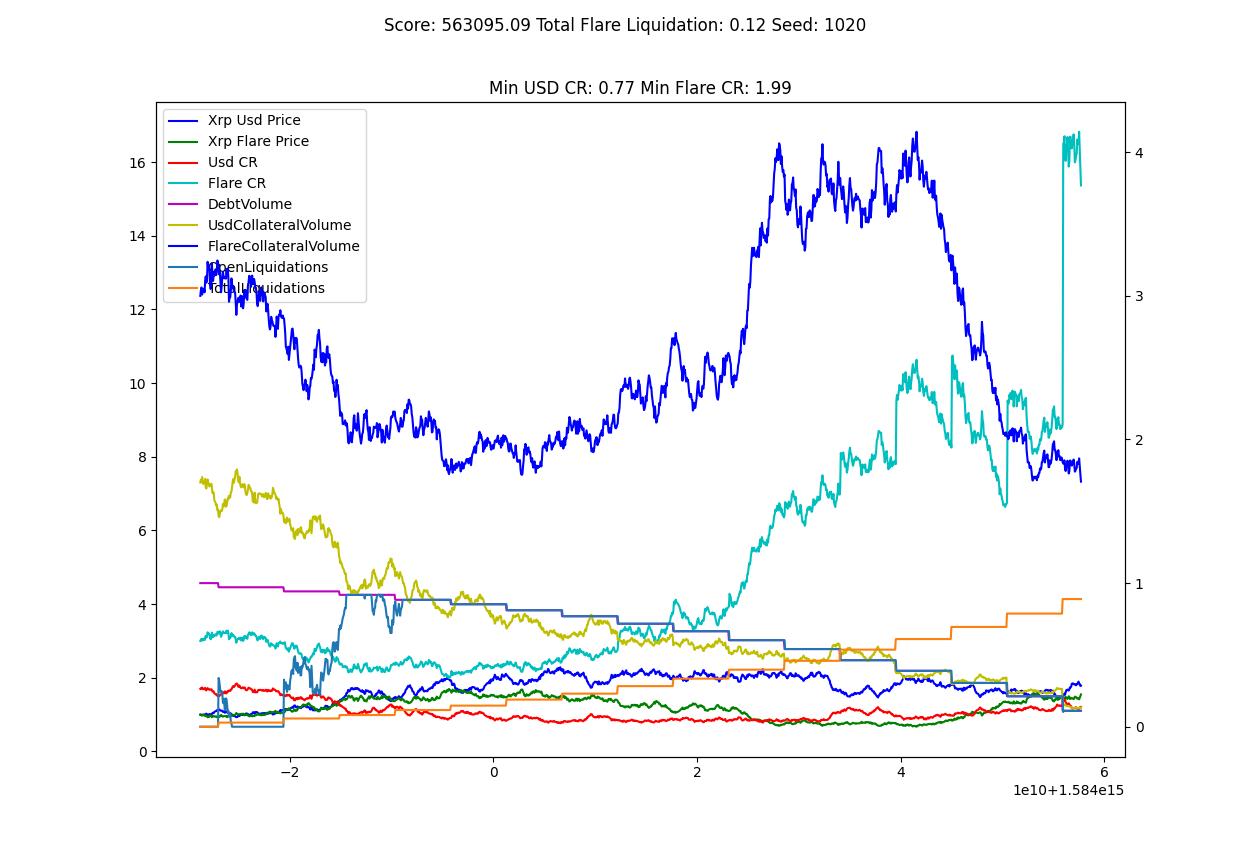 Score: 563095.09 Total Flare Liquidation: 0.12 Seed: 1020
Min USD CR: 0.77 Min Flare CR: 1.99
Xrp Usd Price
Xrp Flare Price
Usd CR
Flare CR
DebtVolume
UsdCollateralVolume
FlareCollateralVolume
OpenLiquidations
TotalLiquidations
16
14
12
10
8
6
4
2
0
4
3
2
1
0
−2
0
2
4
6
1e10+1.584e15